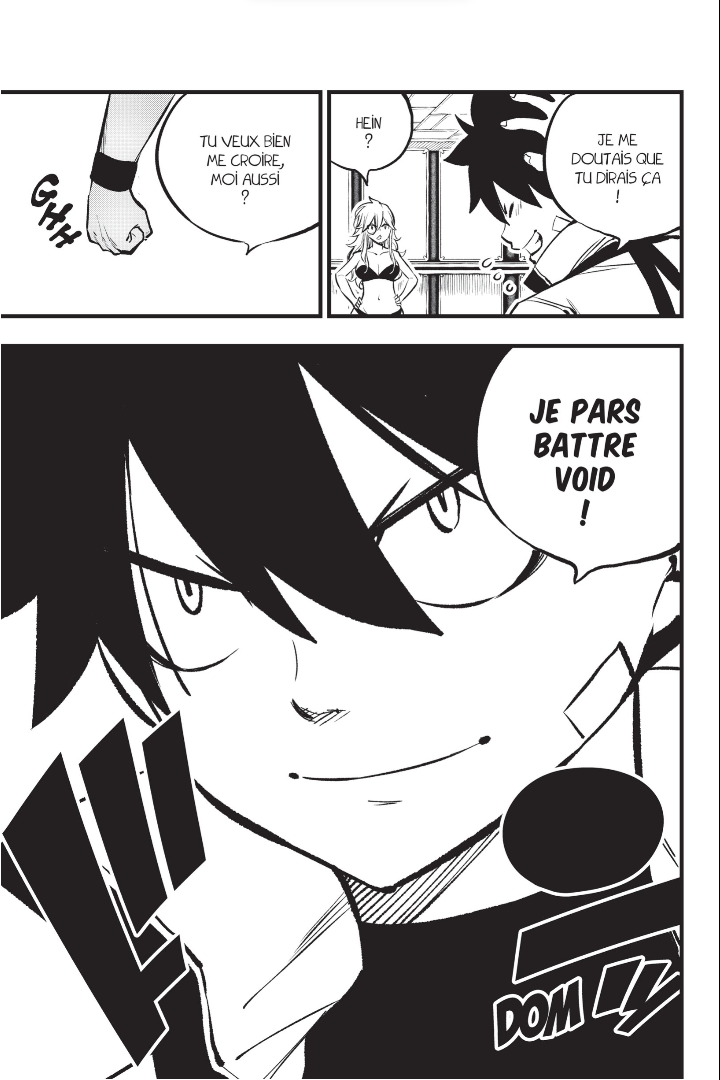 JE ME
DOUTAIS QUE
TU DIRAIS ÇA
!
HEIN
?
TU VEUX BIEN
ME CROIRE,
MOI AUSSI
?
GHH
JE PARS
BATTRE
VOID
!
DOM